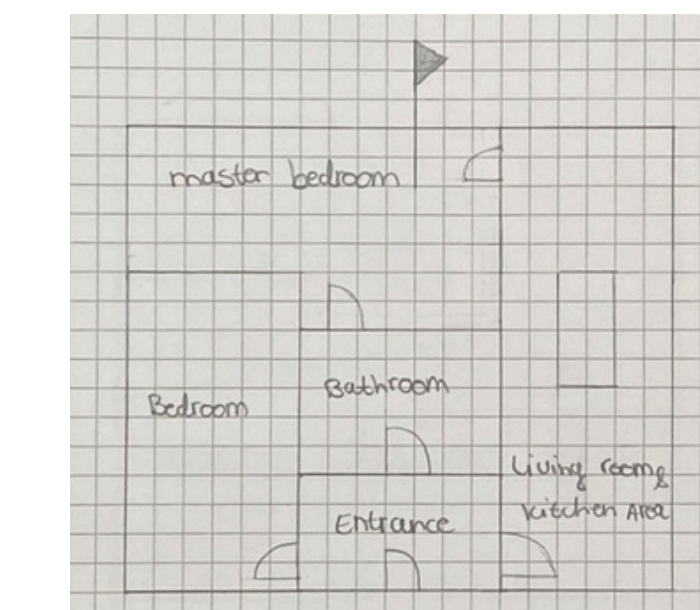 master bedroom
Bathroom
Bedroom
Living room &
Kitchen Area
Entrance